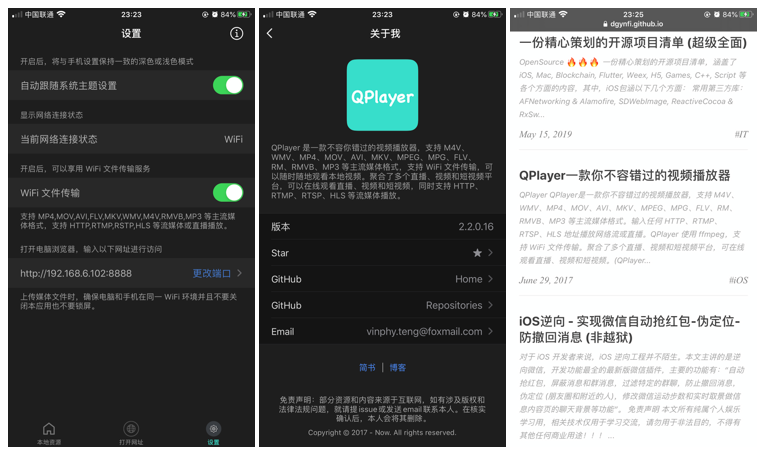 中国联通
23:23
84%
设置
开启后，将与手机设置保持一致的深色或浅色模式
自动跟随系统主题设置
显示网络连接状态
当前网络连接状态
WiFi
开启后，可以享用 WiFi 文件传输服务
WiFi 文件传输
支持 MP4,MOV,AVI,FLV,MKV,WMV,M4V,RMVB,MP3 等主流媒
体格式，支持 HTTP,RTMP,RSTP,HLS 等流媒体或直播播放。
打开电脑浏览器，输入以下网址进行访问
http://192.168.6.102:8888
更改端口
上传媒体文件时，确保电脑和手机在同一 WiFi 环境并且不要关
闭本应用也不要锁屏。
本地资源
打开网址
设置
中国联通
23:23
84%
关于我
QPlayer
QPlayer 是一款不容错过的视频播放器，支持 M4V、
WMV、MP4、MOV、AVI、MKV、MPEG、MPG、FLV、
RM、RMVB、MP3 等主流媒体格式，支持 WiFi 文件传输，可
以随时随地观看本地视频。聚合了多个直播、视频和短视频平
台，可以在线观看直播、视频和短视频，同时支持 HTTP、
RTMP、RTSP、HLS 等流媒体播放。
版本
2.2.0.16
Star
GitHub
Home
GitHub
Repositories
Email
vinphy.teng@foxmail.com
简书 | 博客
免责声明：部分资源和内容来源于互联网，如有涉及版权和
法律法规问题，就请提issue或发送email联系本人。在核实
确认后，本人会将其删除。
Copyright © 2017 - Now. All rights reserved.
中国联通
23:25
84%
dgynfi.github.io
一份精心策划的开源项目清单 (超级全面)
OpenSource 🔥🔥🔥 一份精心策划的开源项目清单，涵盖了
iOS, Mac, Blockchain, Flutter, Weex, H5, Games, C++, Script 等
各个方面的内容。其中，iOS包涵以下几个方面： 常用第三方库：
AFNetworking & Alamofire, SDWebImage, ReactiveCocoa &
RxSw...
May 15, 2019
#IT
QPlayer一款你不容错过的视频播放器
QPlayer QPlayer是一款你不容错过的视频播放器，支持 M4V、
WMV、MP4、MOV、AVI、MKV、MPEG、MPG、FLV、RM、
RMVB、MP3 等主流媒体格式。输入任何 HTTP、RTMP、
RTSP、HLS 地址播放网络流或直播。QPlayer 使用 ffmpeg、支
持 WiFi 文件传输。聚合了多个直播、视频和短视频平台，可在线
观看直播、视频和短视频。(QPlayer...
June 29, 2017
#iOS
iOS逆向 - 实现微信自动抢红包-伪定位-
防撤回消息 (非越狱)
对于 iOS 开发者来说，iOS 逆向工程并不陌生。本文主讲的是逆
向微信，开发功能最全的最新版微信插件，主要的功能有：“自动
抢红包，屏蔽消息和群消息，过滤特定的群聊，防止撤回消息，
伪定位 (朋友圈和附近的人)，修改微信运动步数和实时取景做信
息内容页的聊天背景等功能”。 免责声明 本文所有纯属个人娱乐
学习用，相关技术仅用于学习交流，请勿用于非法目的，不得有
其他任何商业用途！！！ ...